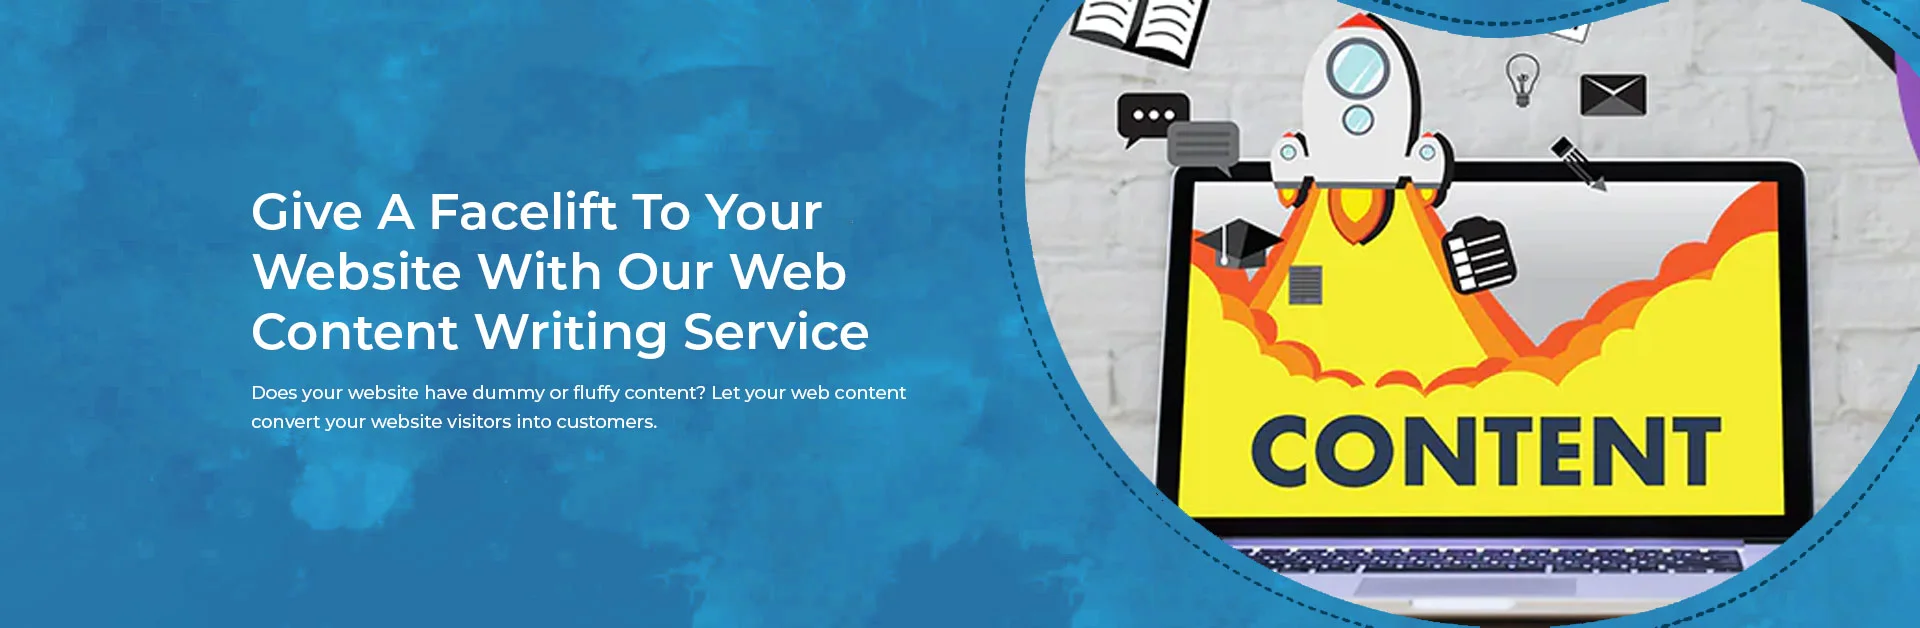 Give A Facelift To Your
Website With Our Web
Content Writing Service
Does your website have dummy or fluffy content? Let your web content
convert your website visitors into customers.
CONTENT